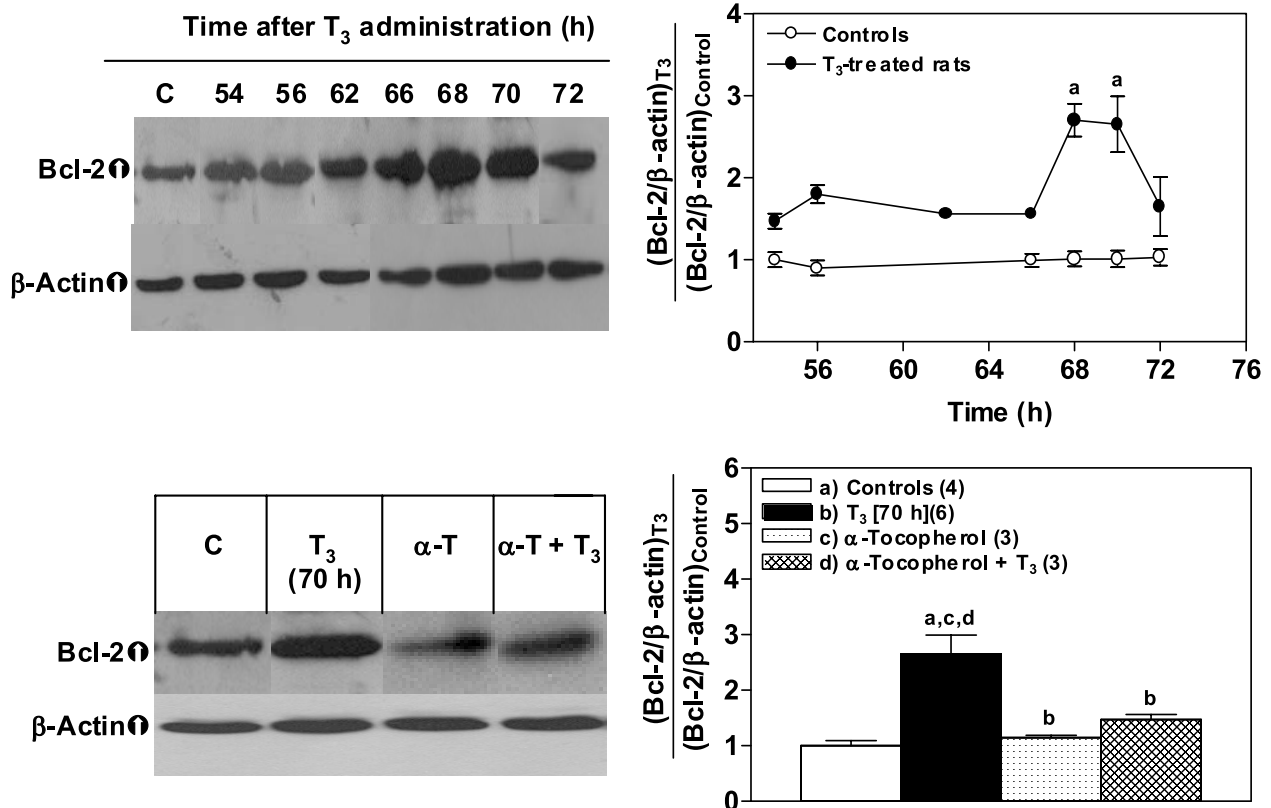 Time after T3 administration (h)
C 54 56 62 66 68 70 72
Bcl-2
β-Actin
(Bcl-2/β-actin)T3
(Bcl-2/β-actin)Control
4
3
2
1
0
Controls
T3-treated rats
a a
56 60 64 68 72 76
Time (h)
C T3 (70 h) α-T α-T + T3
Bcl-2
β-Actin
(Bcl-2/β-actin)T3
(Bcl-2/β-actin)Control
6
5
4
3
2
1
0
a) Controls (4)
b) T3 [70 h](6)
c) α-Tocopherol (3)
d) α-Tocopherol + T3 (3)
a,c,d
b
b